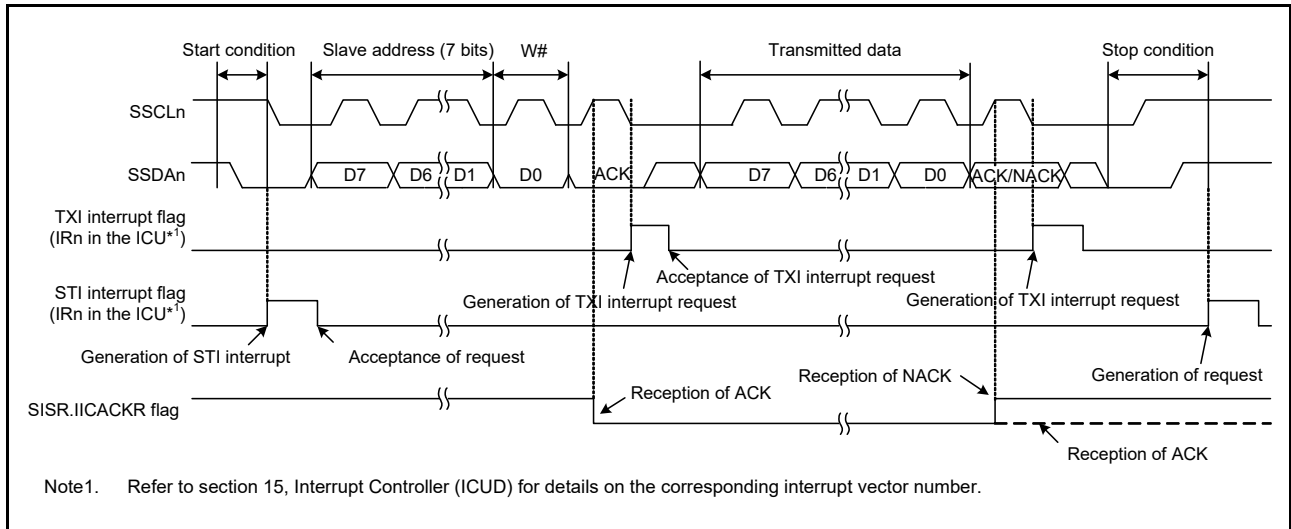 Start condition Slave address (7 bits) W# Transmitted data Stop condition
SSCLn
SSDAn D7 D6 D1 D0 ACK D7 D6 D1 D0 ACK/NACK
TXI interrupt flag
(IRn in the ICU*1)
Acceptance of TXI interrupt request
Generation of TXI interrupt request Generation of TXI interrupt request
STI interrupt flag
(IRn in the ICU*1)
Generation of STI interrupt Acceptance of request
Generation of request
Reception of NACK
Reception of ACK
SISR.IICACKR flag
Reception of ACK
Note1. Refer to section 15, Interrupt Controller (ICUD) for details on the corresponding interrupt vector number.